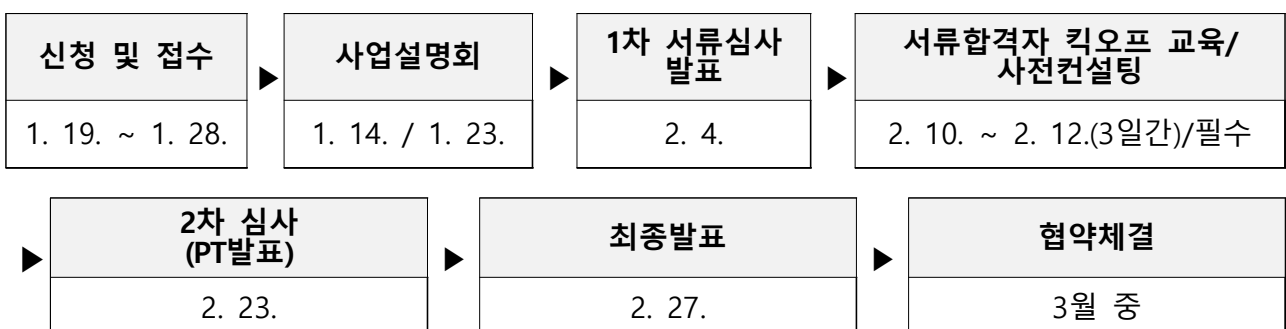 신청 및 접수
1. 19. ~ 1. 28.
▶
사업설명회
1. 14. / 1. 23.
▶
1차 서류심사
발표
2. 4.
▶
서류합격자 킥오프 교육/
사전컨설팅
2. 10. ~ 2. 12.(3일간)/필수
▶
2차 심사
(PT발표)
2. 23.
▶
최종발표
2. 27.
▶
협약체결
3월 중